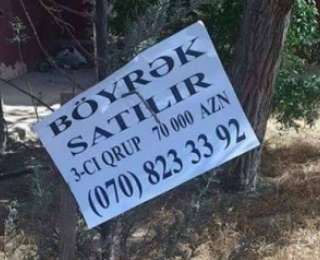 BÖYRƏK
SATILIR
3-CI QRUP 70 000 AZN
(070) 823 33 92